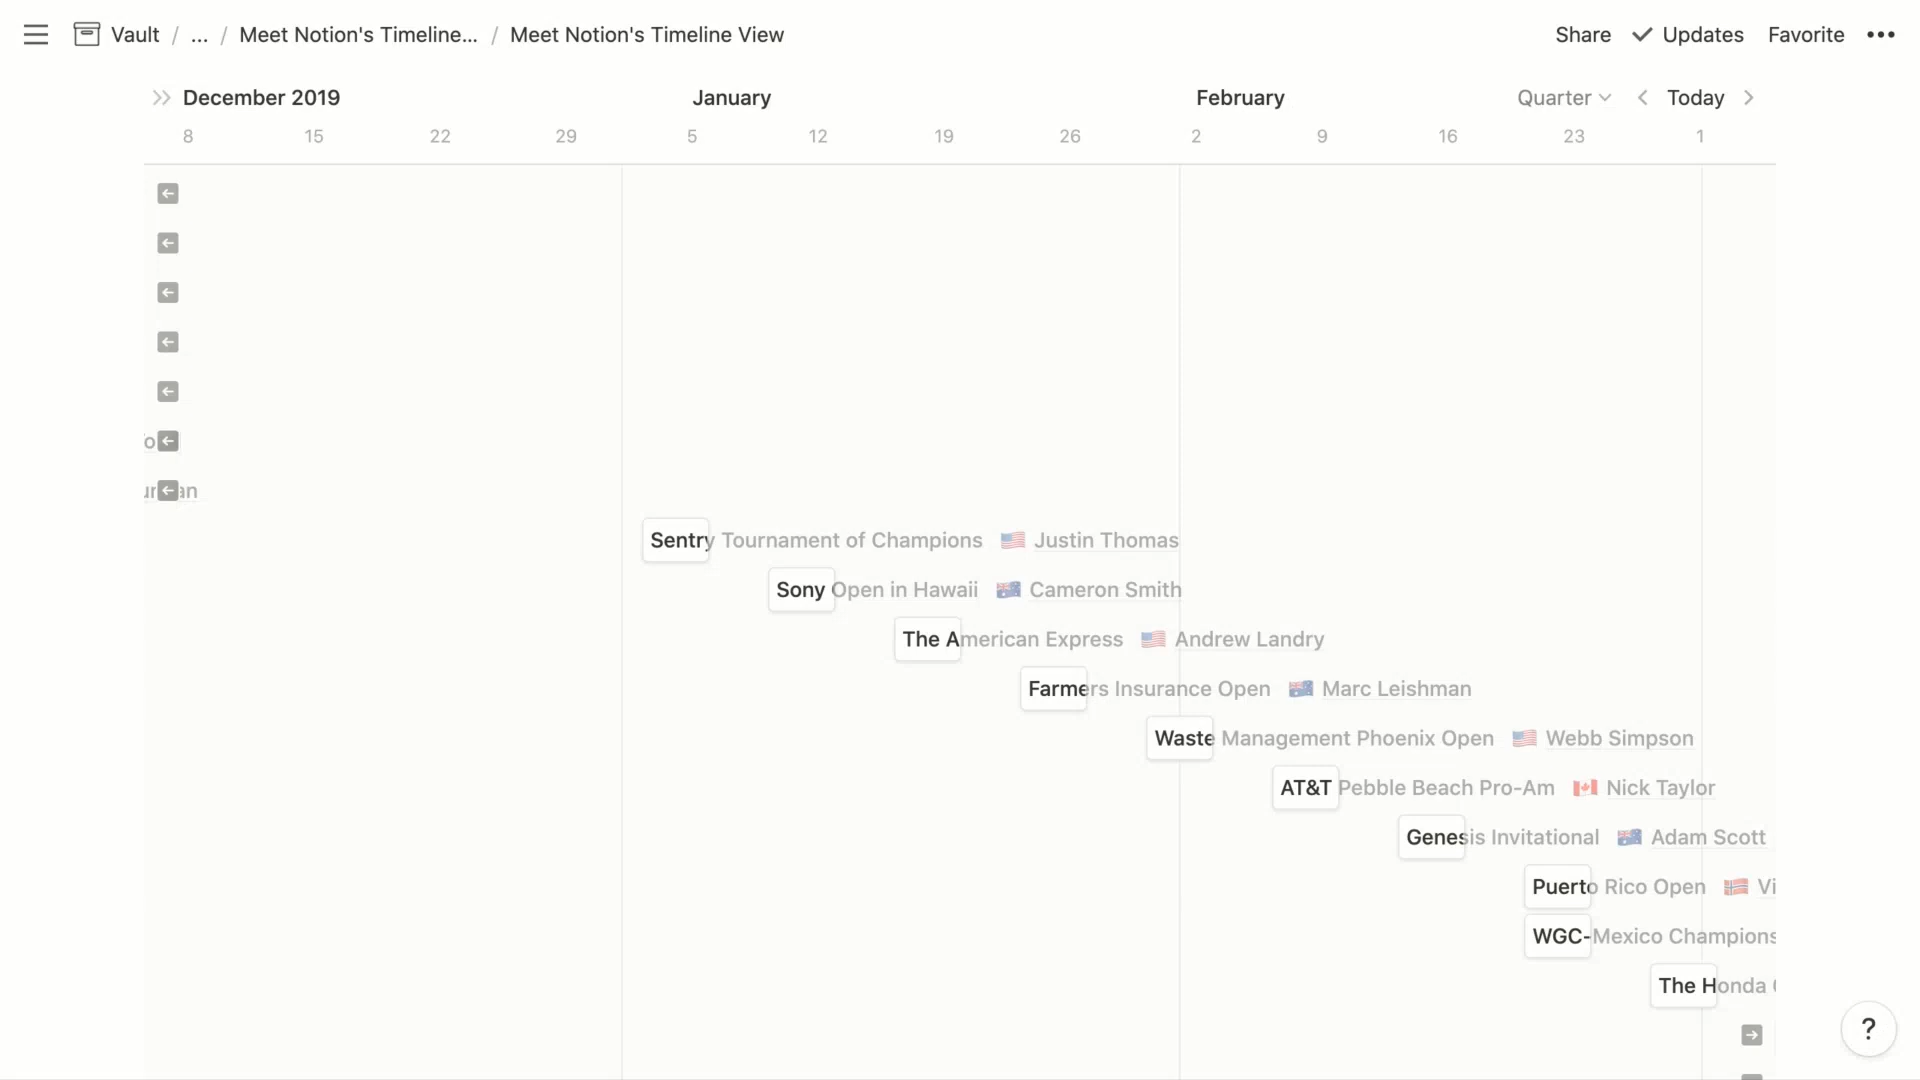 Vault / ... / Meet Notion's Timeline... / Meet Notion's Timeline View Share Updates Favorite •••
December 2019 January February Quarter Today
8 15 22 29 5 12 19 26 2 9 16 23 1
an
Sentry Tournament of Champions Justin Thomas
Sony Open in Hawaii Cameron Smith
The American Express Andrew Landry
Farmers Insurance Open Marc Leishman
Waste Management Phoenix Open Webb Simpson
AT&T Pebble Beach Pro-Am Nick Taylor
Genesis Invitational Adam Scott
Puerto Rico Open Vi
WGC-Mexico Champions
The Honda
?